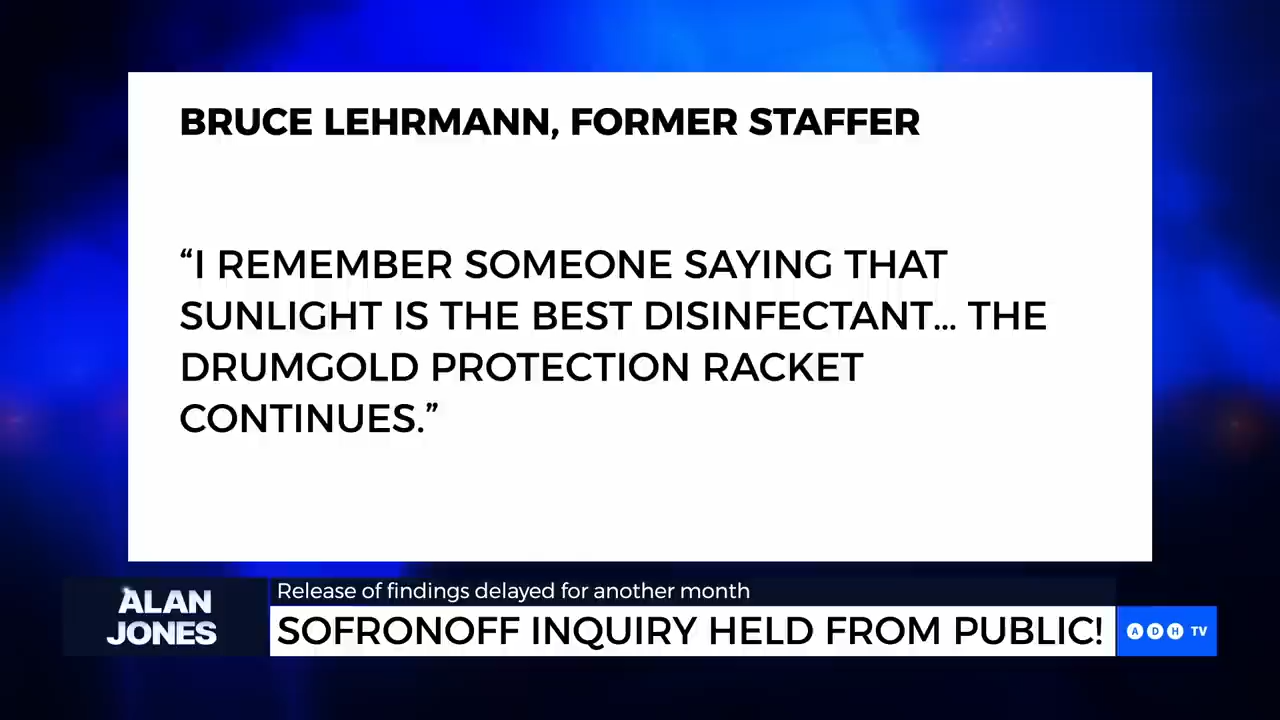 BRUCE LEHRMANN, FORMER STAFFER
“I REMEMBER SOMEONE SAYING THAT
SUNLIGHT IS THE BEST DISINFECTANT... THE
DRUMGOLD PROTECTION RACKET
CONTINUES.”
ALAN
JONES
Release of findings delayed for another month
SOFRONOFF INQUIRY HELD FROM PUBLIC!
ADH TV